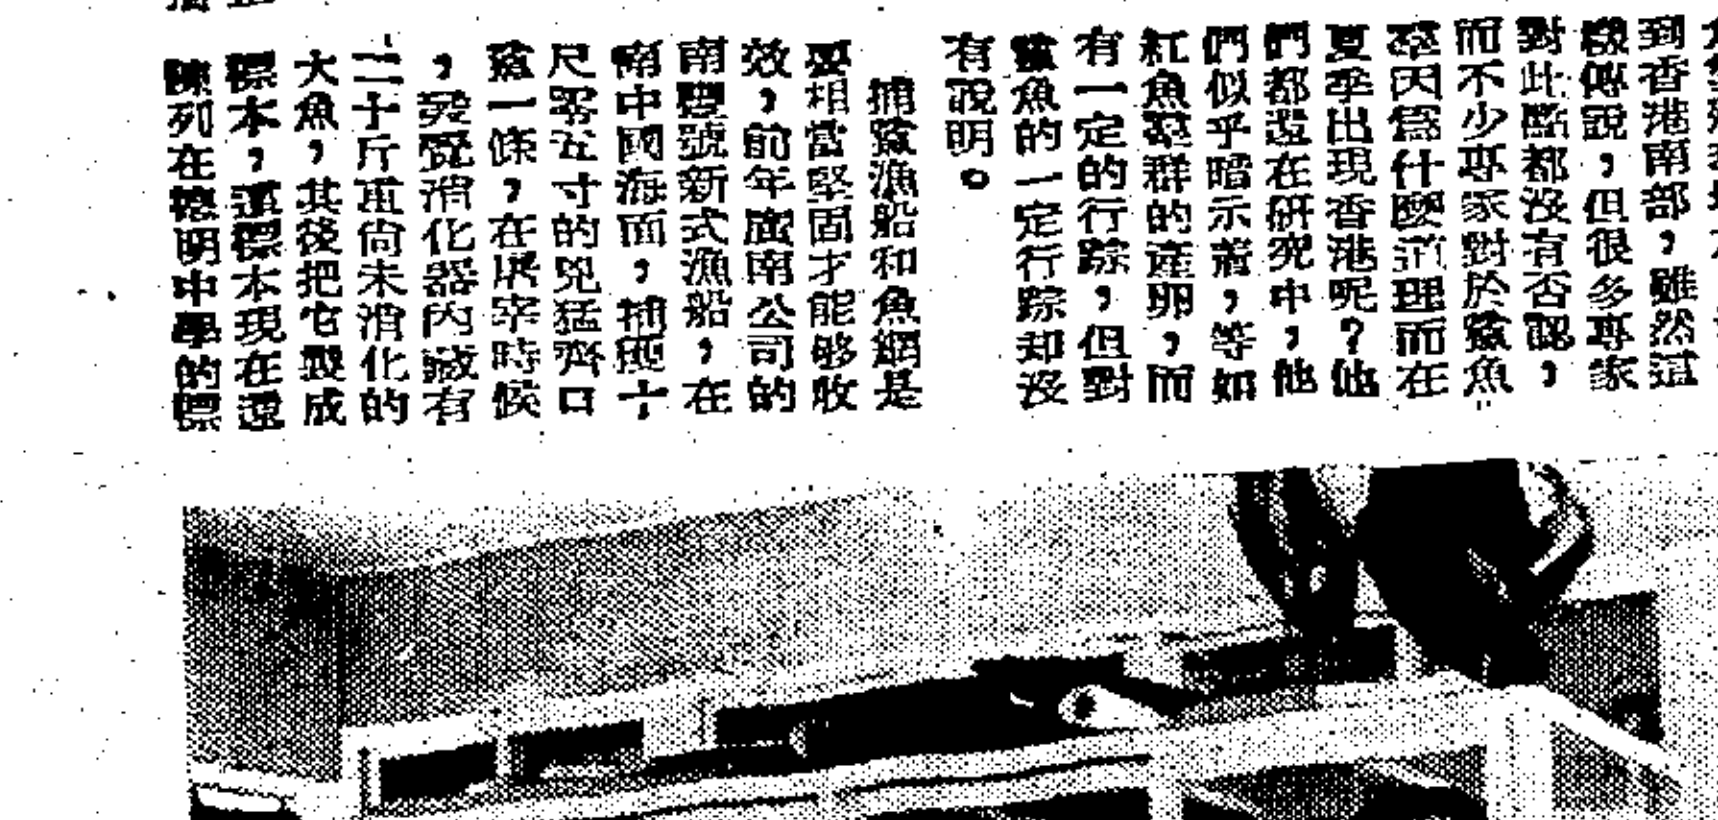 到香港南部，雖然這
樣傳說，但很多專家
對此點都沒有否認，
而不少專家對於鯊魚
羣因爲什麼道理而在
夏季出現香港呢？他
們都還在研究中，他
們似乎暗示着，等如
紅魚羣群的產卵，而
有一定的行踪，但對
鯊魚的一定行踪却沒
有說明。
捕鯊漁船和魚網是
要相當堅固才能够收
效，前年廣南公司的
南豐號新式漁船，在
南中國海面，捕獲十
尺零五寸的兇猛齊口
鯊一條，在屠宰時候
，發覺消化器內藏有
二十斤重尚未消化的
大魚，其後把它製成
標本，這標本現在還
陳列在德明中學的標